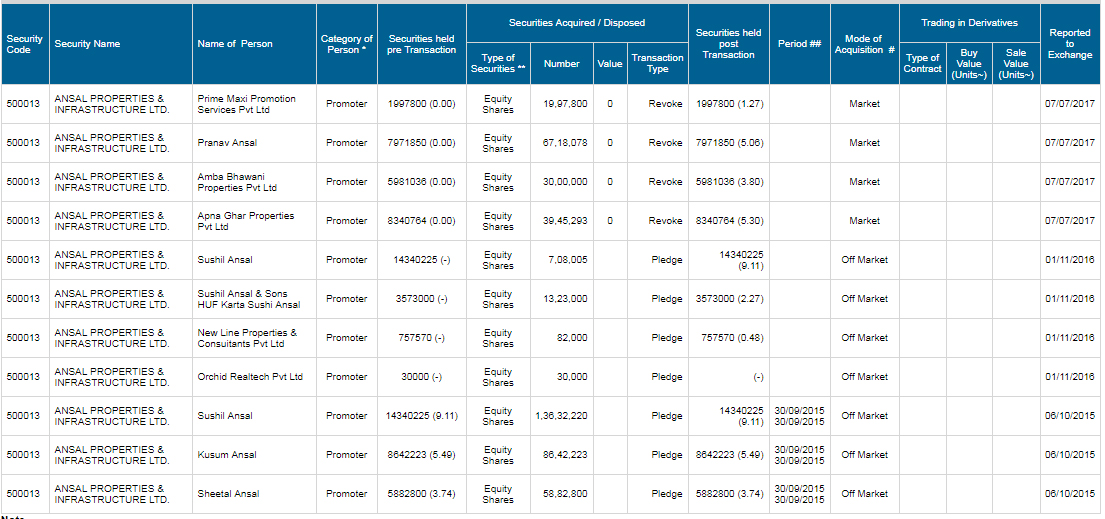 Security Code | Security Name | Name of Person | Category of Person * | Securities held pre Transaction | Securities Acquired / Disposed | Securities held post Transaction | Period ## | Mode of Acquisition # | Trading in Derivatives | Reported to Exchange
Type of Securities ** | Number | Value | Transaction Type | Type of Contract | Buy Value (Units~) | Sale Value (Units~)
500013 | ANSAL PROPERTIES & INFRASTRUCTURE LTD. | Prime Maxi Promotion Services Pvt Ltd | Promoter | 1997800 (0.00) | Equity Shares | 19,97,800 | 0 | Revoke | 1997800 (1.27) | Market | 07/07/2017
500013 | ANSAL PROPERTIES & INFRASTRUCTURE LTD. | Pranav Ansal | Promoter | 7971850 (0.00) | Equity Shares | 67,18,078 | 0 | Revoke | 7971850 (5.06) | Market | 07/07/2017
500013 | ANSAL PROPERTIES & INFRASTRUCTURE LTD. | Amba Bhawani Properties Pvt Ltd | Promoter | 5981036 (0.00) | Equity Shares | 30,00,000 | 0 | Revoke | 5981036 (3.80) | Market | 07/07/2017
500013 | ANSAL PROPERTIES & INFRASTRUCTURE LTD. | Apna Ghar Properties Pvt Ltd | Promoter | 8340764 (0.00) | Equity Shares | 39,45,293 | 0 | Revoke | 8340764 (5.30) | Market | 07/07/2017
500013 | ANSAL PROPERTIES & INFRASTRUCTURE LTD. | Sushil Ansal | Promoter | 14340225 (-) | Equity Shares | 7,08,005 | Pledge | 14340225 (9.11) | Off Market | 01/11/2016
500013 | ANSAL PROPERTIES & INFRASTRUCTURE LTD. | Sushil Ansal & Sons HUF Karta Sushi Ansal | Promoter | 3573000 (-) | Equity Shares | 13,23,000 | Pledge | 3573000 (2.27) | Off Market | 01/11/2016
500013 | ANSAL PROPERTIES & INFRASTRUCTURE LTD. | New Line Properties & Consuitants Pvt Ltd | Promoter | 757570 (-) | Equity Shares | 82,000 | Pledge | 757570 (0.48) | Off Market | 01/11/2016
500013 | ANSAL PROPERTIES & INFRASTRUCTURE LTD. | Orchid Realtech Pvt Ltd | Promoter | 30000 (-) | Equity Shares | 30,000 | Pledge | (-) | Off Market | 01/11/2016
500013 | ANSAL PROPERTIES & INFRASTRUCTURE LTD. | Sushil Ansal | Promoter | 14340225 (9.11) | Equity Shares | 1,36,32,220 | Pledge | 14340225 (9.11) | 30/09/2015 30/09/2015 | Off Market | 06/10/2015
500013 | ANSAL PROPERTIES & INFRASTRUCTURE LTD. | Kusum Ansal | Promoter | 8642223 (5.49) | Equity Shares | 86,42,223 | Pledge | 8642223 (5.49) | 30/09/2015 30/09/2015 | Off Market | 06/10/2015
500013 | ANSAL PROPERTIES & INFRASTRUCTURE LTD. | Sheetal Ansal | Promoter | 5882800 (3.74) | Equity Shares | 58,82,800 | Pledge | 5882800 (3.74) | 30/09/2015 30/09/2015 | Off Market | 06/10/2015